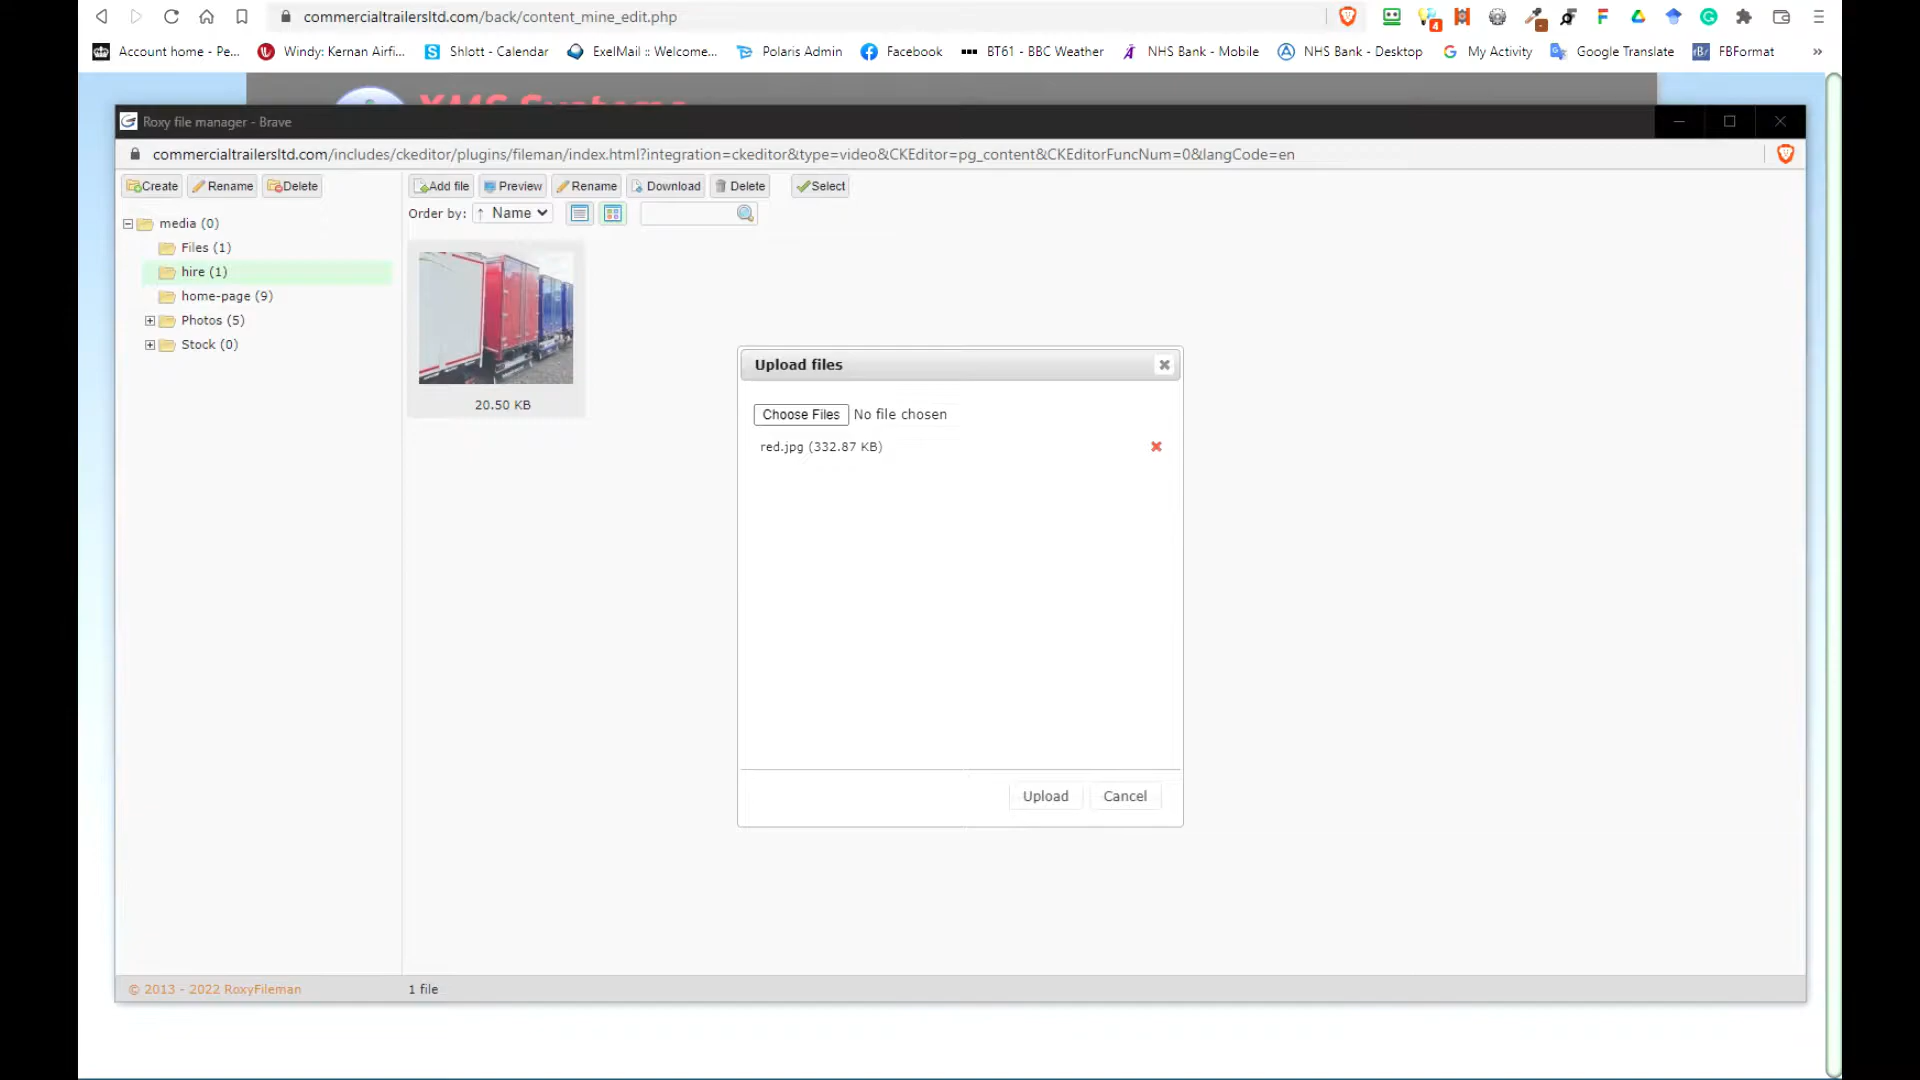 commercialtrailersltd.com/back/content_mine_edit.php
4
Account home - Pe... Windy: Kernan Airfi... Shlott - Calendar ExelMail :: Welcome... Polaris Admin Facebook BT61 - BBC Weather NHS Bank - Mobile NHS Bank - Desktop My Activity Google Translate FBFormat »
Roxy file manager - Brave
commercialtrailersltd.com/includes/ckeditor/plugins/fileman/index.html?integration=ckeditor&type=video&CKEditor=pg_content&CKEditorFuncNum=0&langCode=en
Create Rename Delete Add file Preview Rename Download Delete Select
Order by: ↑ Name
media (0)
Files (1)
hire (1)
home-page (9)
Photos (5)
Stock (0)
20.50 KB
Upload files
Choose Files No file chosen
red.jpg (332.87 KB)
Upload Cancel
© 2013 - 2022 RoxyFileman 1 file